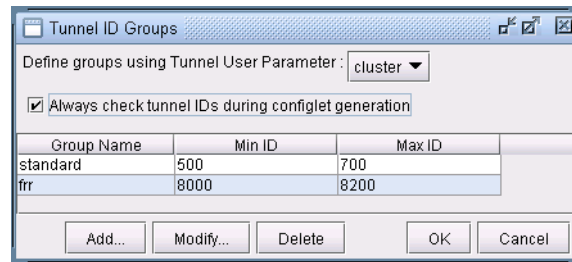 Tunnel ID Groups
Define groups using Tunnel User Parameter : cluster
Always check tunnel IDs during configlet generation
Group Name Min ID Max ID
standard 500 700
frr 8000 8200
Add... Modify... Delete OK Cancel